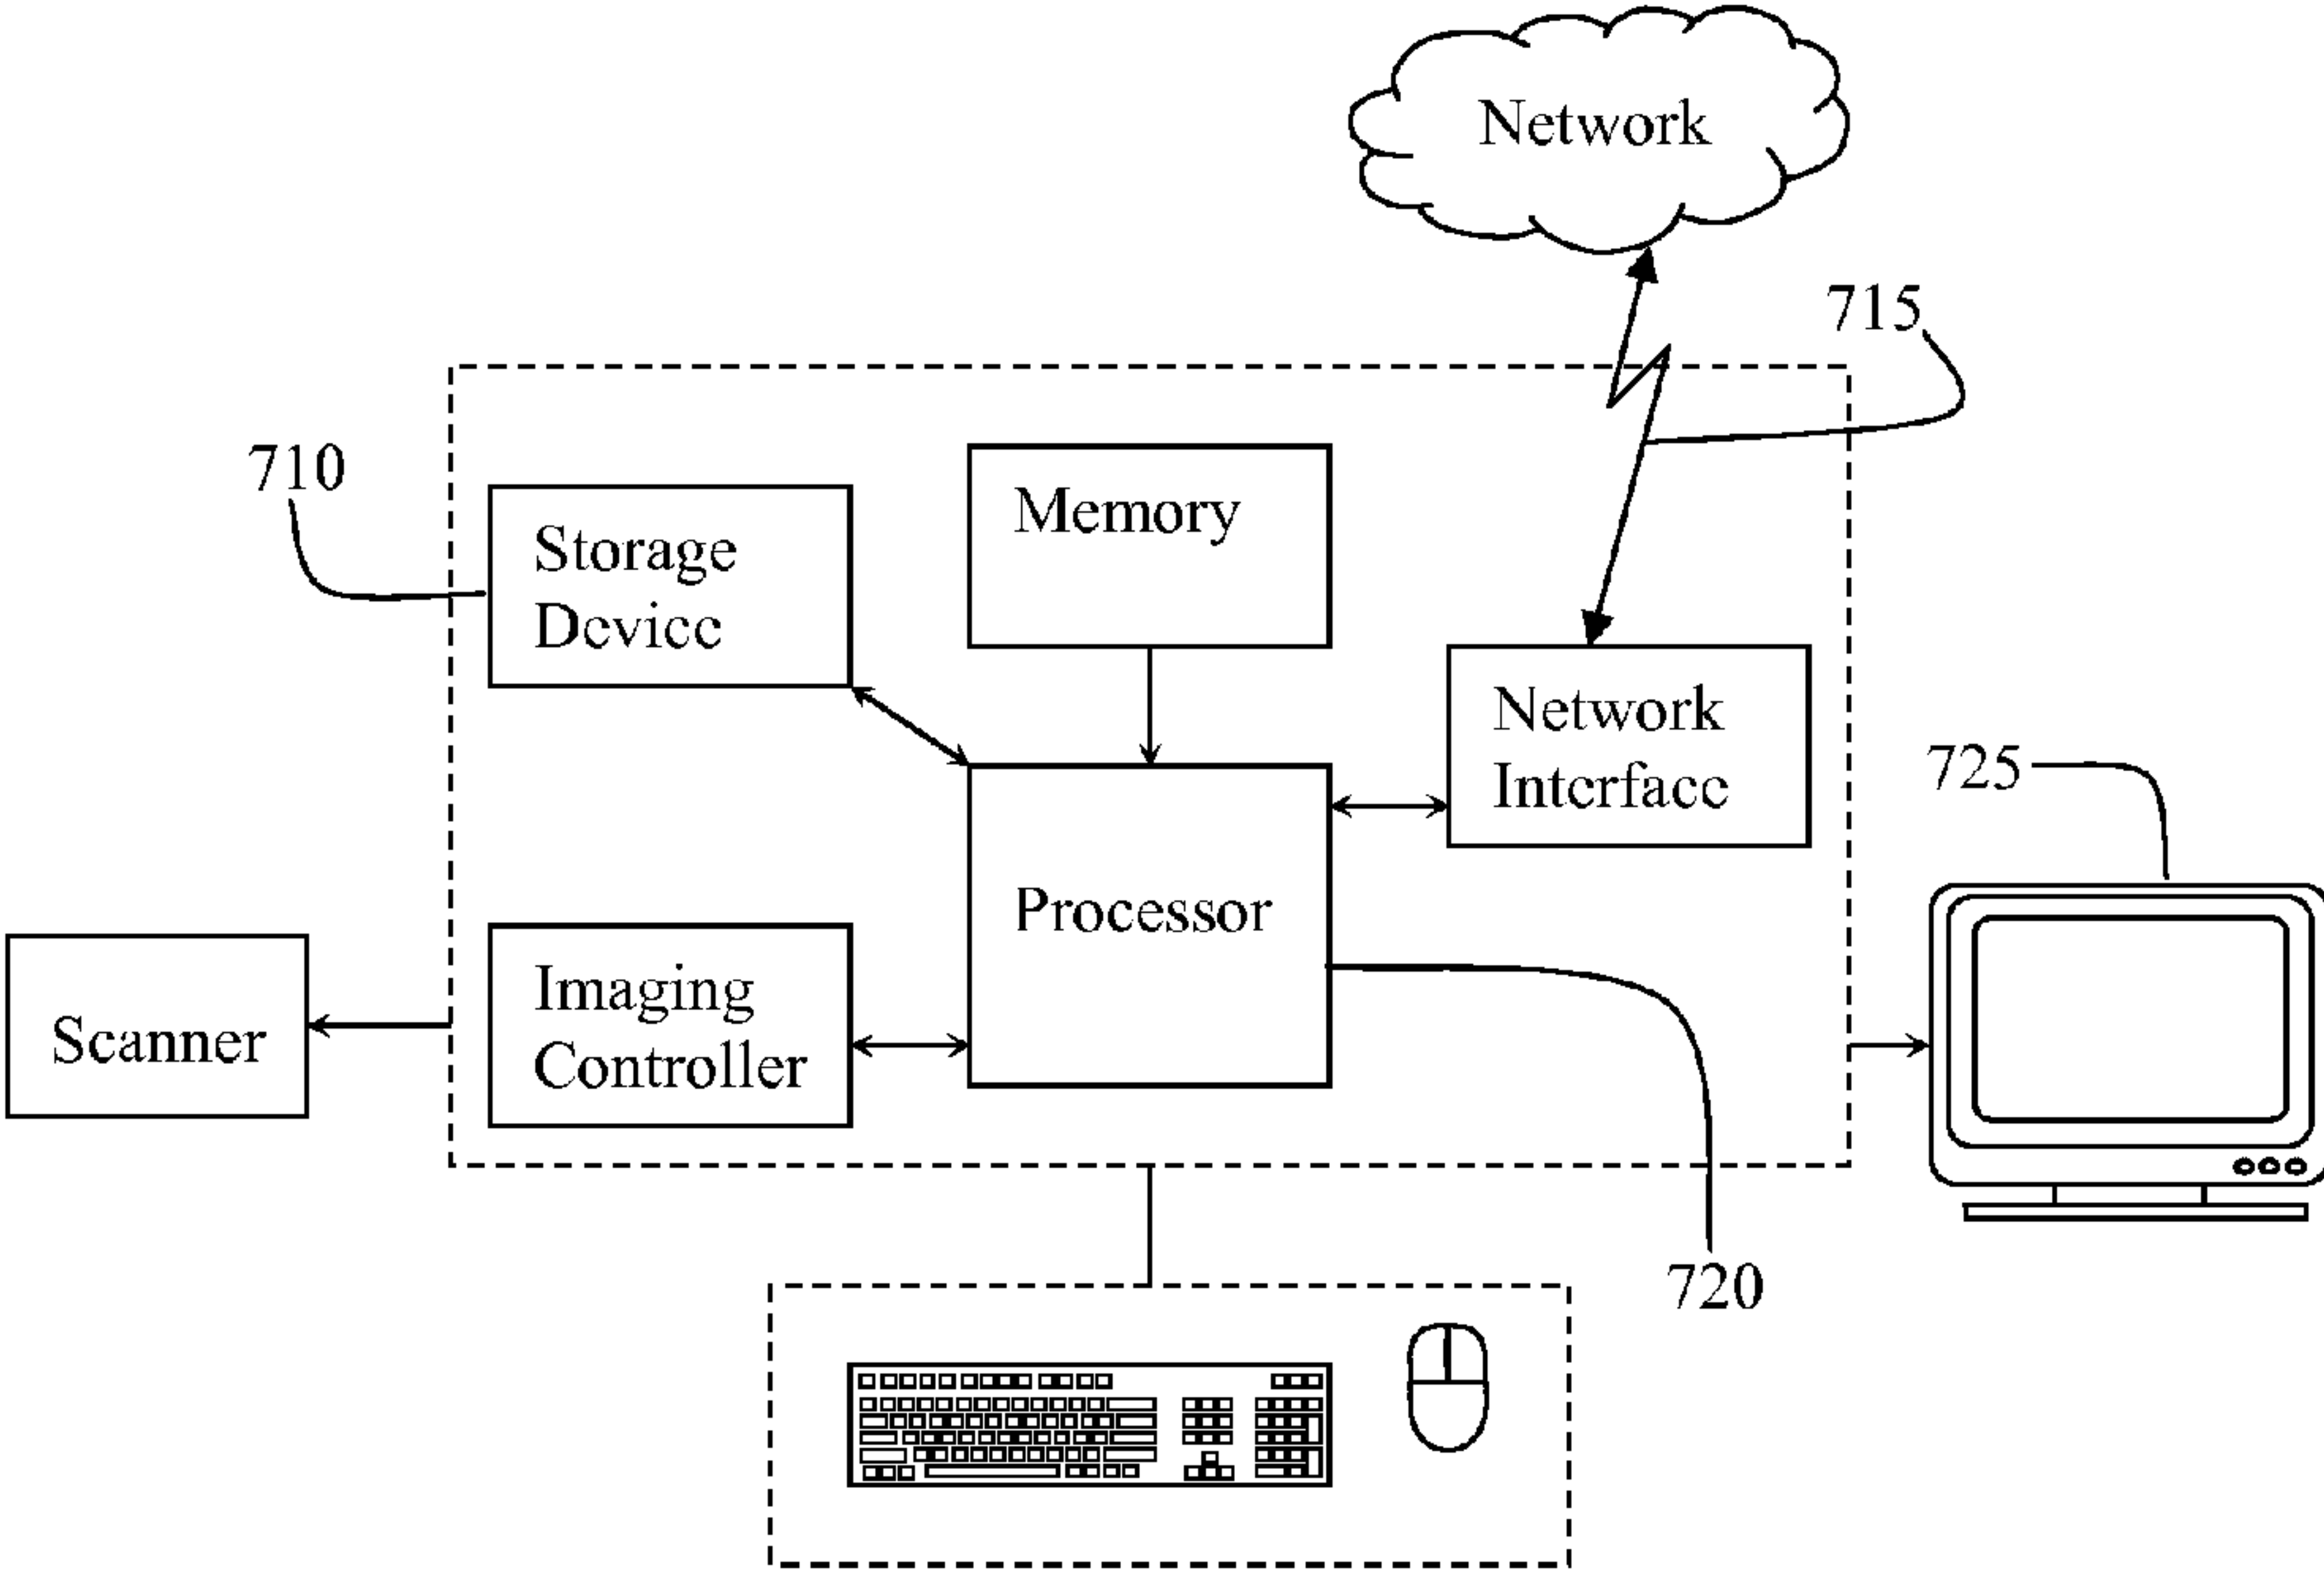 Network
715
710
Memory
Storage
Device
Network
Interface
725
Processor
Imaging
Controller
Scanner
720